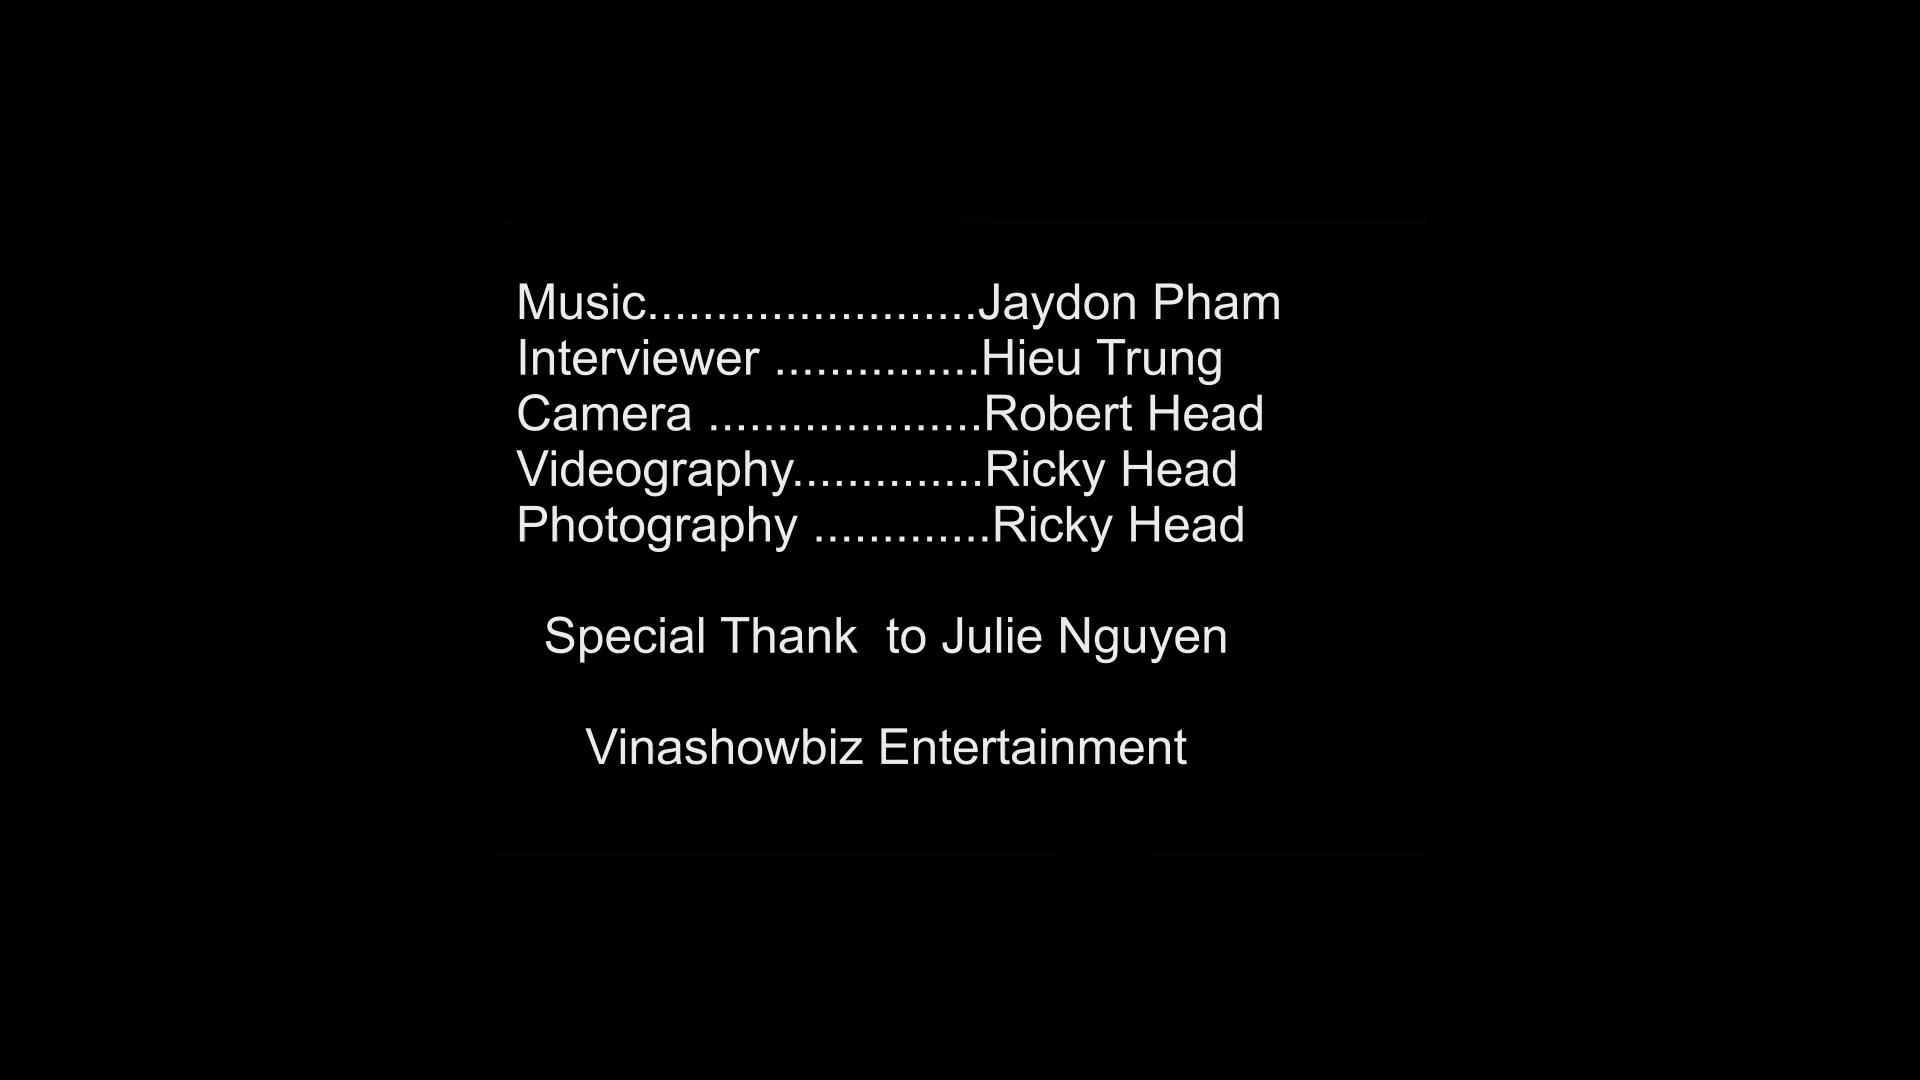 Music........................Jaydon Pham
Interviewer ...............Hieu Trung
Camera ....................Robert Head
Videography..............Ricky Head
Photography .............Ricky Head
Special Thank  to Julie Nguyen
Vinashowbiz Entertainment